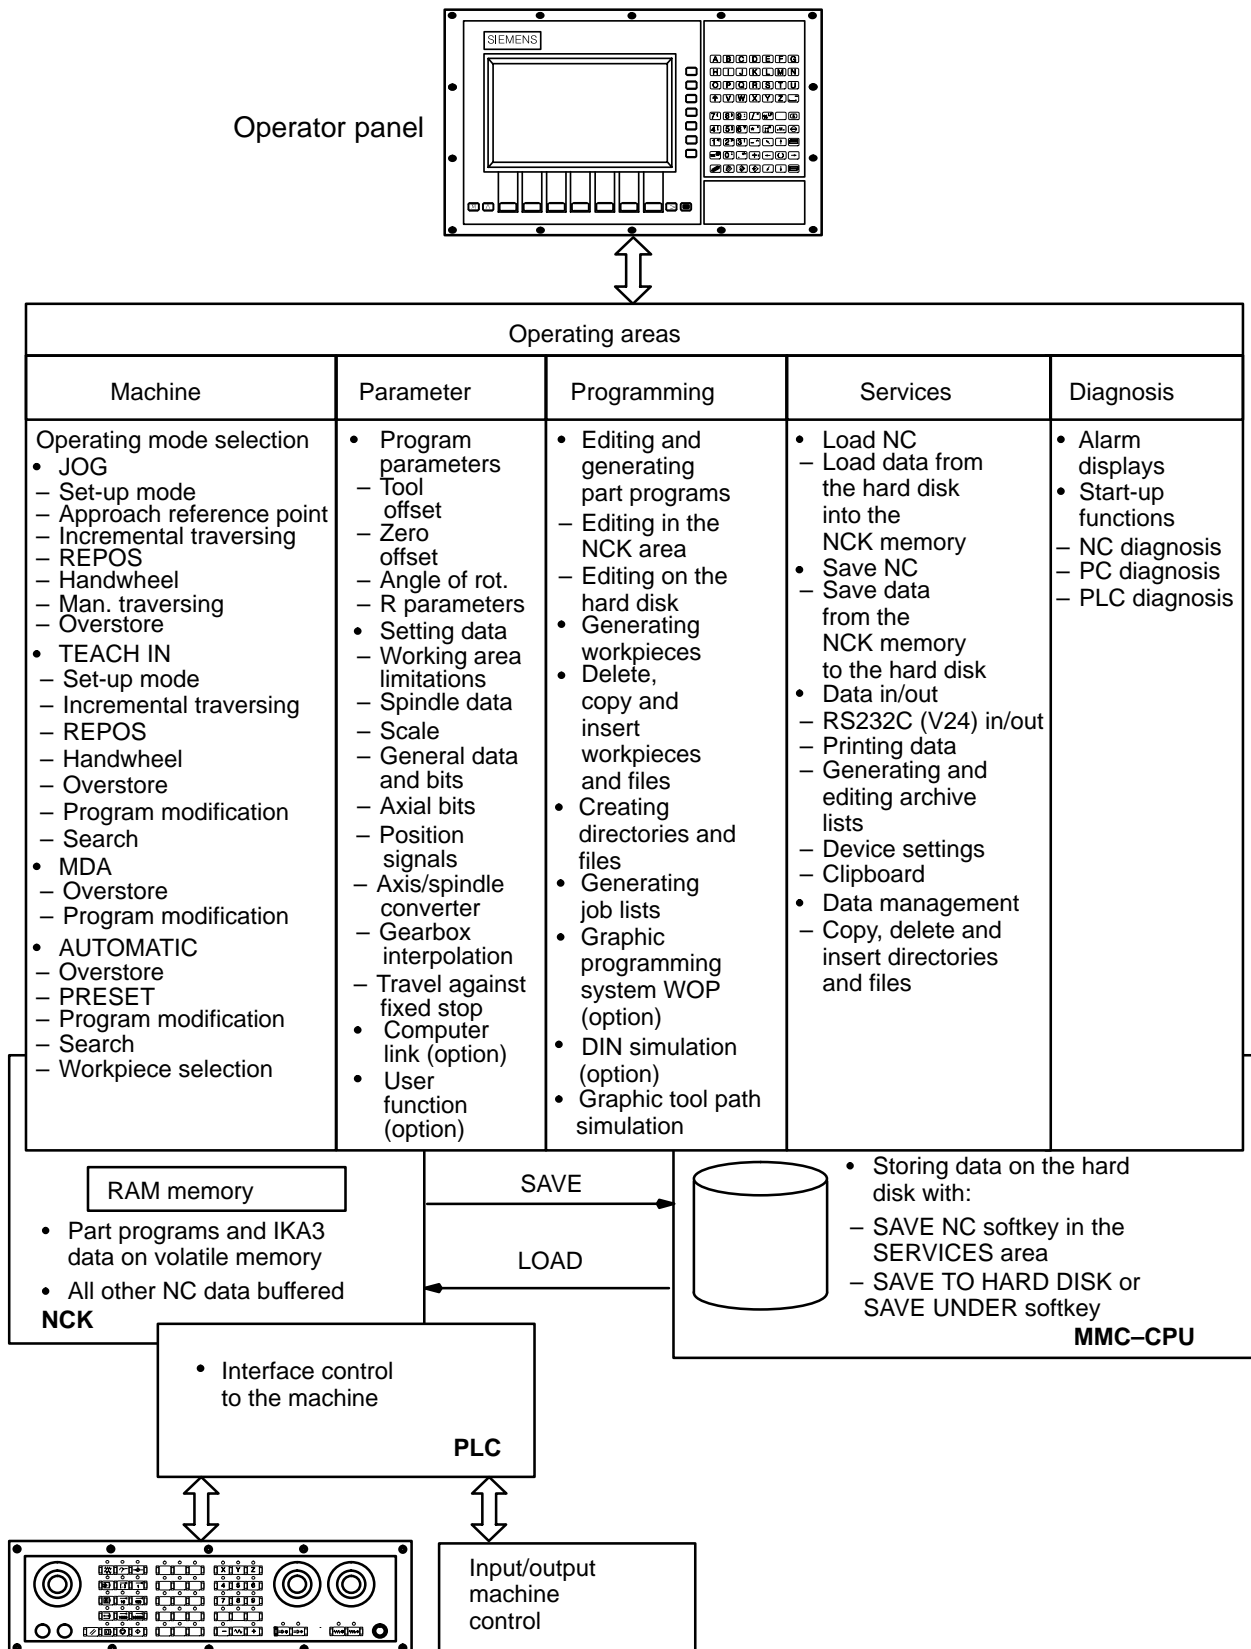 SIEMENS
Operator panel
A B C D E F G
H I J K L M N
O P Q R S T U
V W X Y Z
Operating areas
Machine
Parameter
Programming
Services
Diagnosis
Operating mode selection
• JOG
– Set-up mode
– Approach reference point
– Incremental traversing
– REPOS
– Handwheel
– Man. traversing
– Overstore
• TEACH IN
– Set-up mode
– Incremental traversing
– REPOS
– Handwheel
– Overstore
– Program modification
– Search
• MDA
– Overstore
– Program modification
• AUTOMATIC
– Overstore
– PRESET
– Program modification
– Search
– Workpiece selection
• Program
parameters
– Tool
offset
– Zero
offset
– Angle of rot.
– R parameters
• Setting data
– Working area
limitations
– Spindle data
– Scale
– General data
and bits
– Axial bits
– Position
signals
– Axis/spindle
converter
– Gearbox
interpolation
– Travel against
fixed stop
• Computer
link (option)
• User
function
(option)
• Editing and
generating
part programs
– Editing in the
NCK area
– Editing on the
hard disk
• Generating
workpieces
• Delete,
copy and
insert
workpieces
and files
• Creating
directories and
files
• Generating
job lists
• Graphic
programming
system WOP
(option)
• DIN simulation
(option)
• Graphic tool path
simulation
• Load NC
– Load data from
the hard disk
into the
NCK memory
• Save NC
– Save data
from the
NCK memory
to the hard disk
• Data in/out
– RS232C (V24) in/out
– Printing data
– Generating and
editing archive
lists
– Device settings
– Clipboard
• Data management
– Copy, delete and
insert directories
and files
• Alarm
displays
• Start-up
functions
– NC diagnosis
– PC diagnosis
– PLC diagnosis
RAM memory
• Part programs and IKA3
data on volatile memory
• All other NC data buffered
NCK
SAVE
LOAD
• Storing data on the hard
disk with:
– SAVE NC softkey in the
SERVICES area
– SAVE TO HARD DISK or
SAVE UNDER softkey
MMC–CPU
• Interface control
to the machine
PLC
X Y Z
4 5 6
7 8 9
Input/output
machine
control